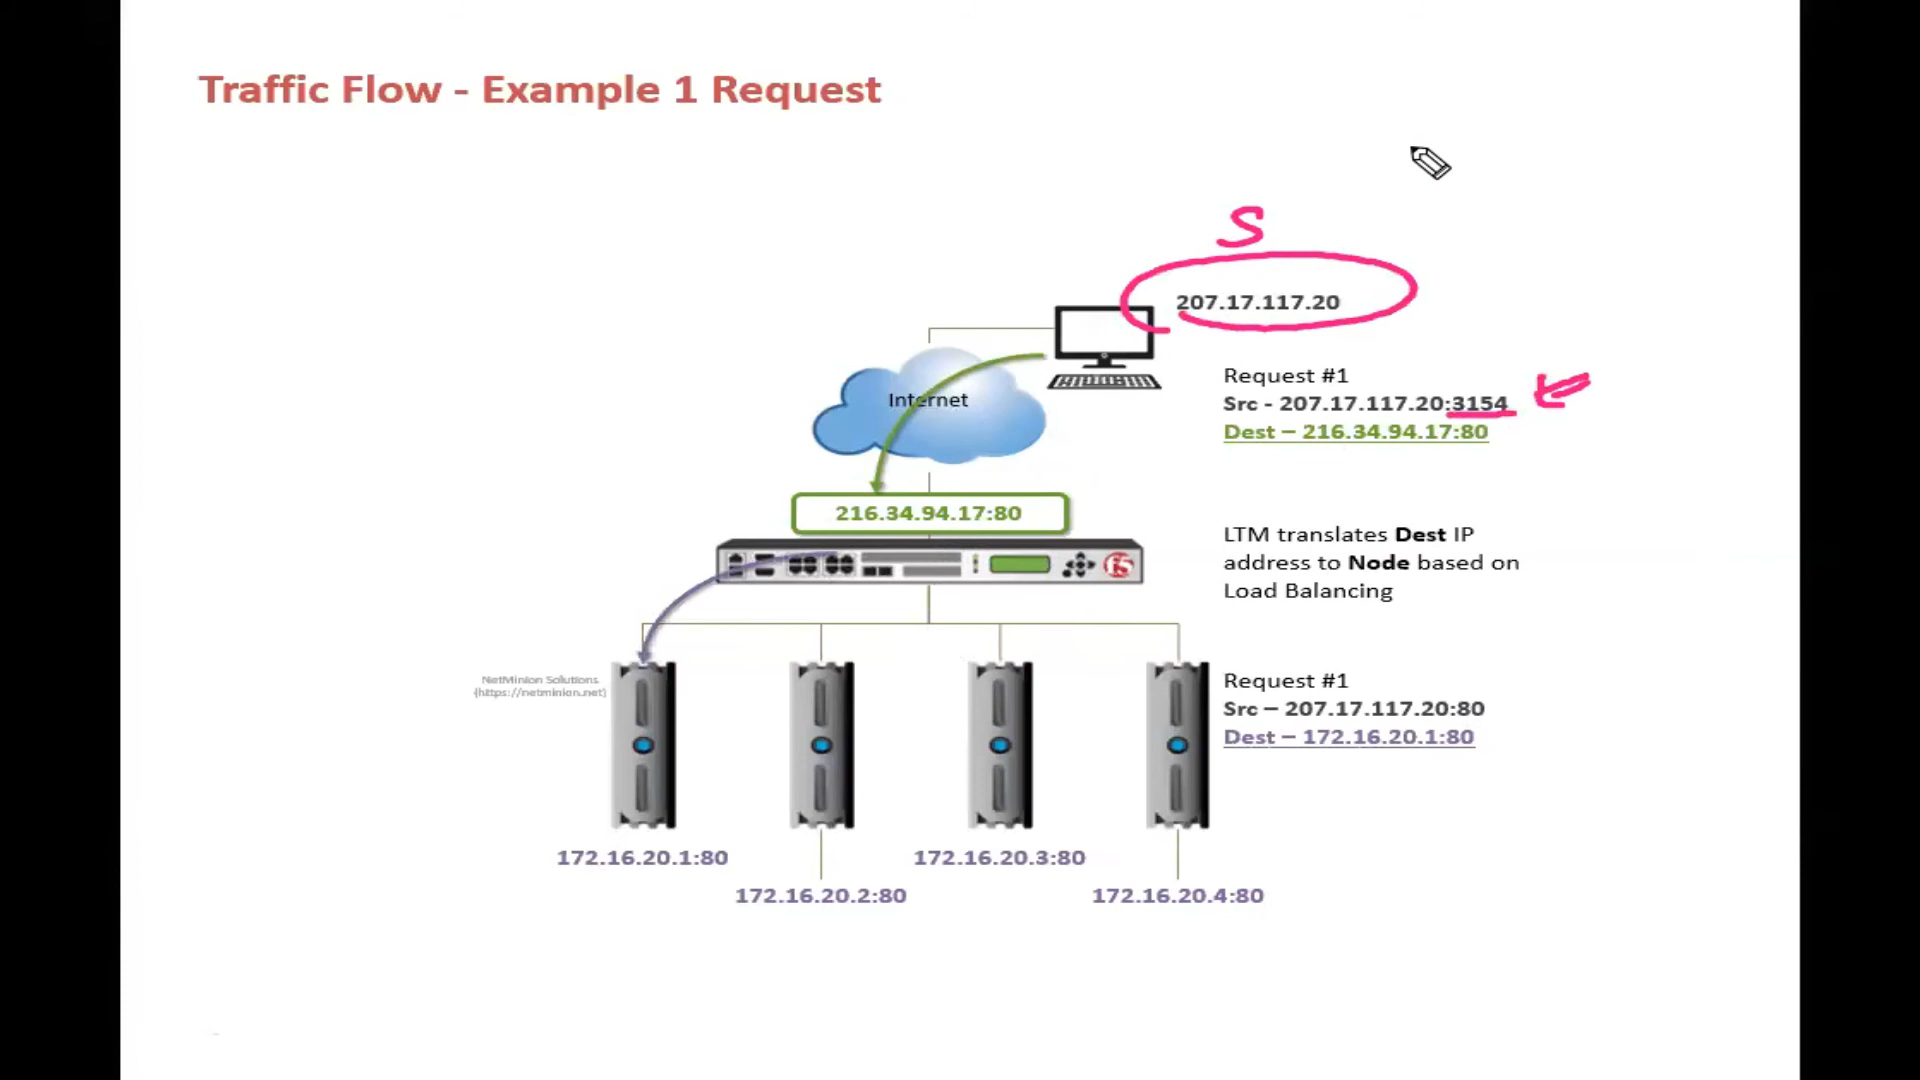 Traffic Flow - Example 1 Request
S
207.17.117.20
Request #1
Src - 207.17.117.20:3154
Dest – 216.34.94.17:80
Internet
216.34.94.17:80
f5
LTM translates Dest IP
address to Node based on
Load Balancing
NetMinion Solutions
(https://netminion.net)
Request #1
Src – 207.17.117.20:80
Dest – 172.16.20.1:80
172.16.20.1:80
172.16.20.2:80
172.16.20.3:80
172.16.20.4:80